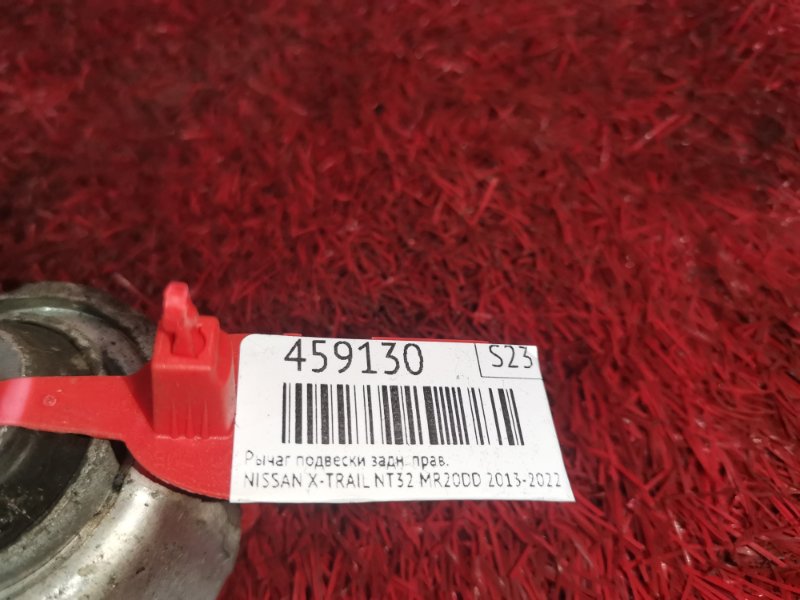 459130
S23
Рычаг подвески задн. прав.
NISSAN X-TRAIL NT32 MR20DD 2013-2022